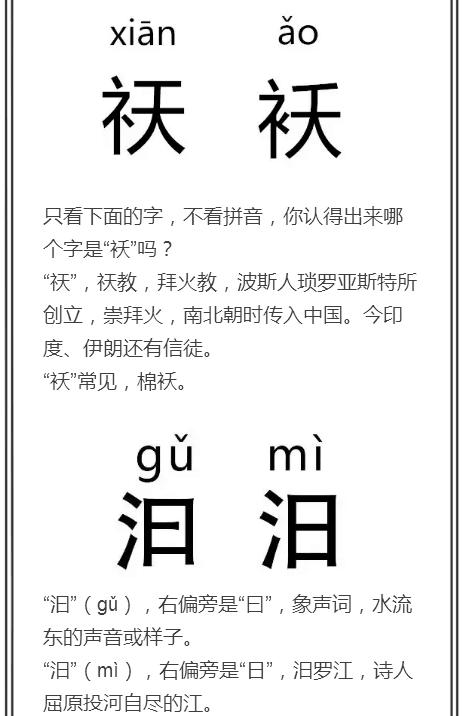 xiān ǎo
祆 袄
只看下面的字，不看拼音，你认得出来哪
个字是“袄”吗？
“祆”，祆教，拜火教，波斯人琐罗亚斯特所
创立，崇拜火，南北朝时传入中国。今印
度、伊朗还有信徒。
“袄”常见，棉袄。
gǔ mì
汩 汨
“汩”（gǔ），右偏旁是“曰”，象声词，水流
东的声音或样子。
“汨”（mì），右偏旁是“日”，汨罗江，诗人
屈原投河自尽的江。